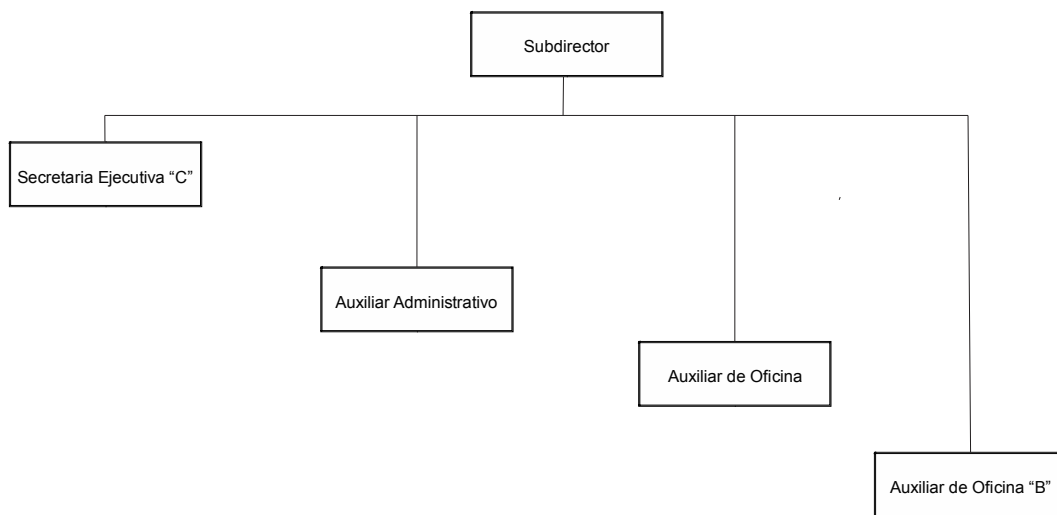 Subdirector
Secretaria Ejecutiva “C”
Auxiliar Administrativo
Auxiliar de Oficina
Auxiliar de Oficina “B”